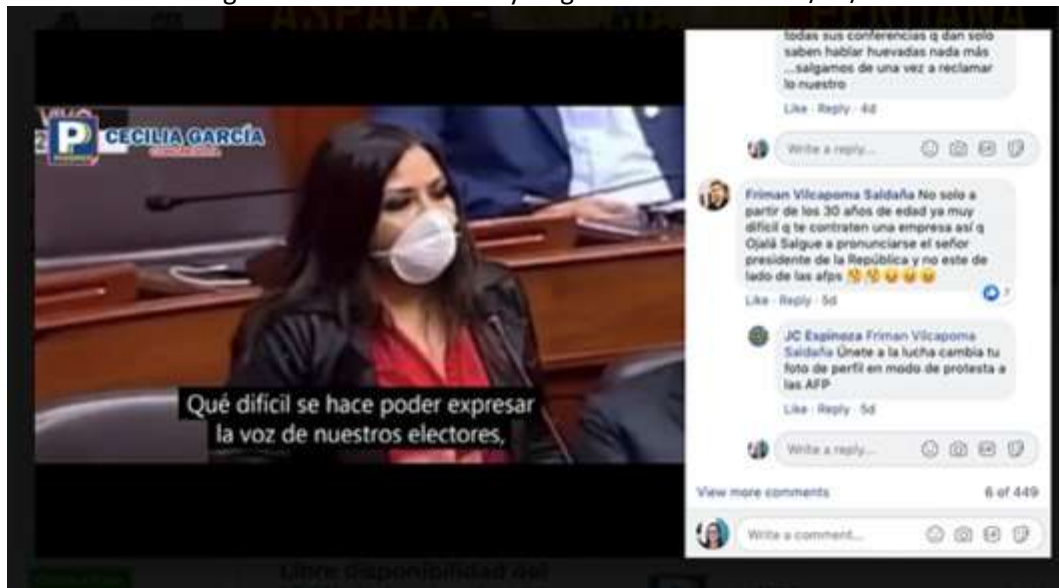 ASPAEX -
CECILIA GARCÍA
Qué difícil se hace poder expresar
la voz de nuestros electores,
todas sus conferencias q dan solo
saben hablar huevadas nada más
...salgamos de una vez a reclamar
lo nuestro
Like · Reply · 4d
Write a reply...
Friman Vilcapoma Saldaña No solo a
partir de los 30 años de edad ya muy
difícil q te contraten una empresa así q
Ojalá Salgue a pronunciarse el señor
presidente de la República y no este de
lado de las afps
Like · Reply · 5d
JC Espinoza Friman Vilcapoma
Saldaña Únete a la lucha cambia tu
foto de perfil en modo de protesta a
las AFP
Like · Reply · 5d
Write a reply...
View more comments
6 of 449
Write a comment...
Libre disponibilidad del